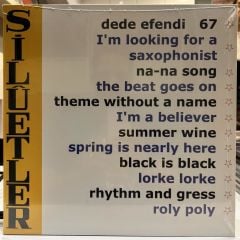 SİLÛETLER
dede efendi 67
I'm looking for a
saxophonist
na-na song
the beat goes on
theme without a name
I'm a believer
summer wine
spring is nearly here
black is black
lorke lorke
rhythm and gress
roly poly